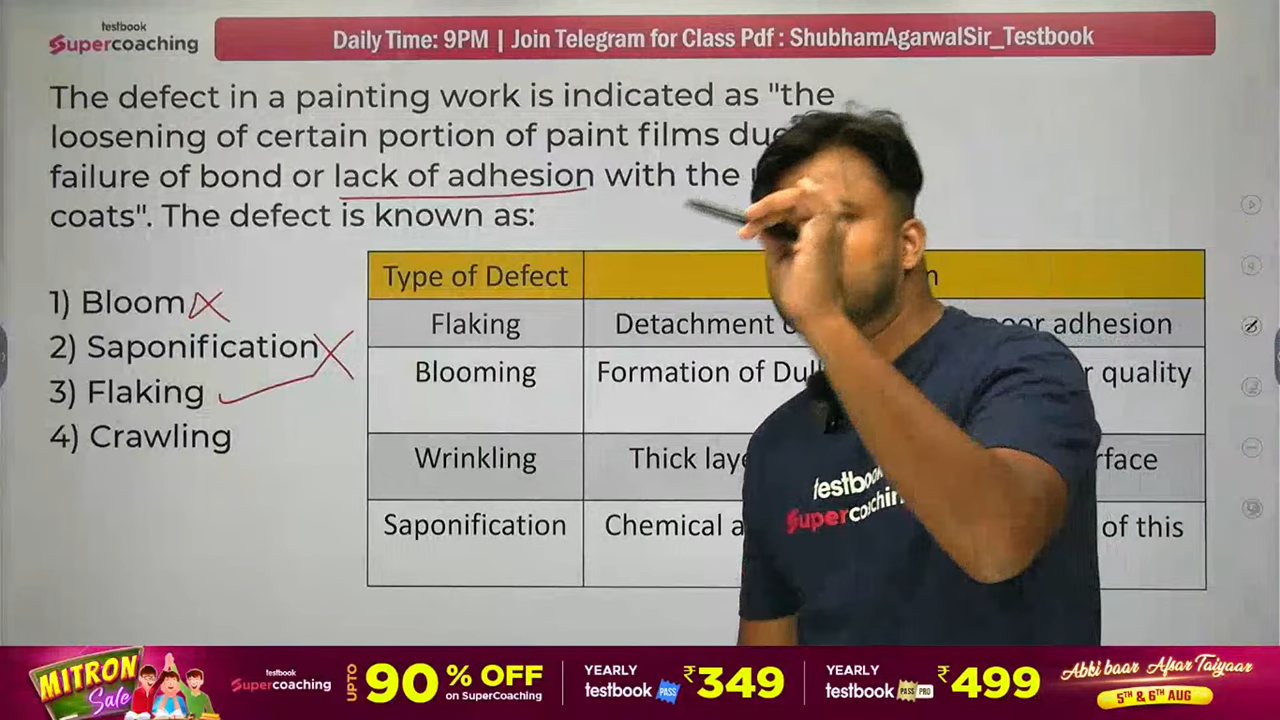 testbook
Supercoaching
Daily Time: 9PM | Join Telegram for Class Pdf : ShubhamAgarwalSir_Testbook
The defect in a painting work is indicated as "the
loosening of certain portion of paint films
failure of bond or lack of adhesion with the
coats". The defect is known as:
1) Bloom
2) Saponification
3) Flaking
4) Crawling
Type of Defect
Flaking Detachment adhesion
Blooming Formation of quality
Wrinkling Thick
Saponification Chemical of this
testbook
Supercoaching
MITRON
Sale
testbook
Supercoaching
UPTO 90% OFF
on SuperCoaching
YEARLY
testbook PASS
₹349
YEARLY
testbook PASS PRO
₹499
Abki baar Afsar Taiyaar
5TH & 6TH AUG